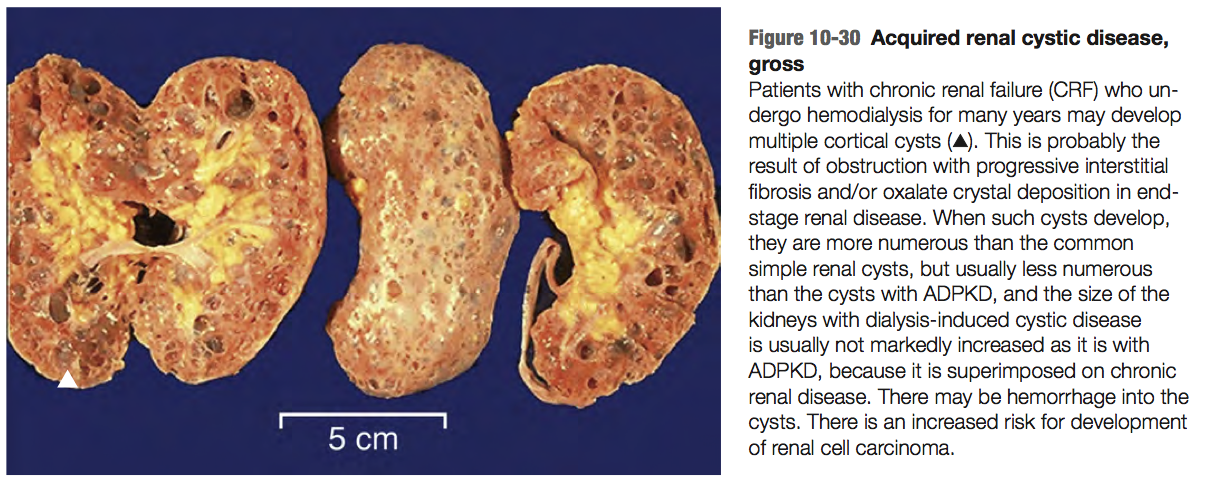 Figure 10-30 Acquired renal cystic disease,
gross
Patients with chronic renal failure (CRF) who un-
dergo hemodialysis for many years may develop
multiple cortical cysts (▲). This is probably the
result of obstruction with progressive interstitial
fibrosis and/or oxalate crystal deposition in end-
stage renal disease. When such cysts develop,
they are more numerous than the common
simple renal cysts, but usually less numerous
than the cysts with ADPKD, and the size of the
kidneys with dialysis-induced cystic disease
is usually not markedly increased as it is with
ADPKD, because it is superimposed on chronic
renal disease. There may be hemorrhage into the
cysts. There is an increased risk for development
of renal cell carcinoma.
5 cm